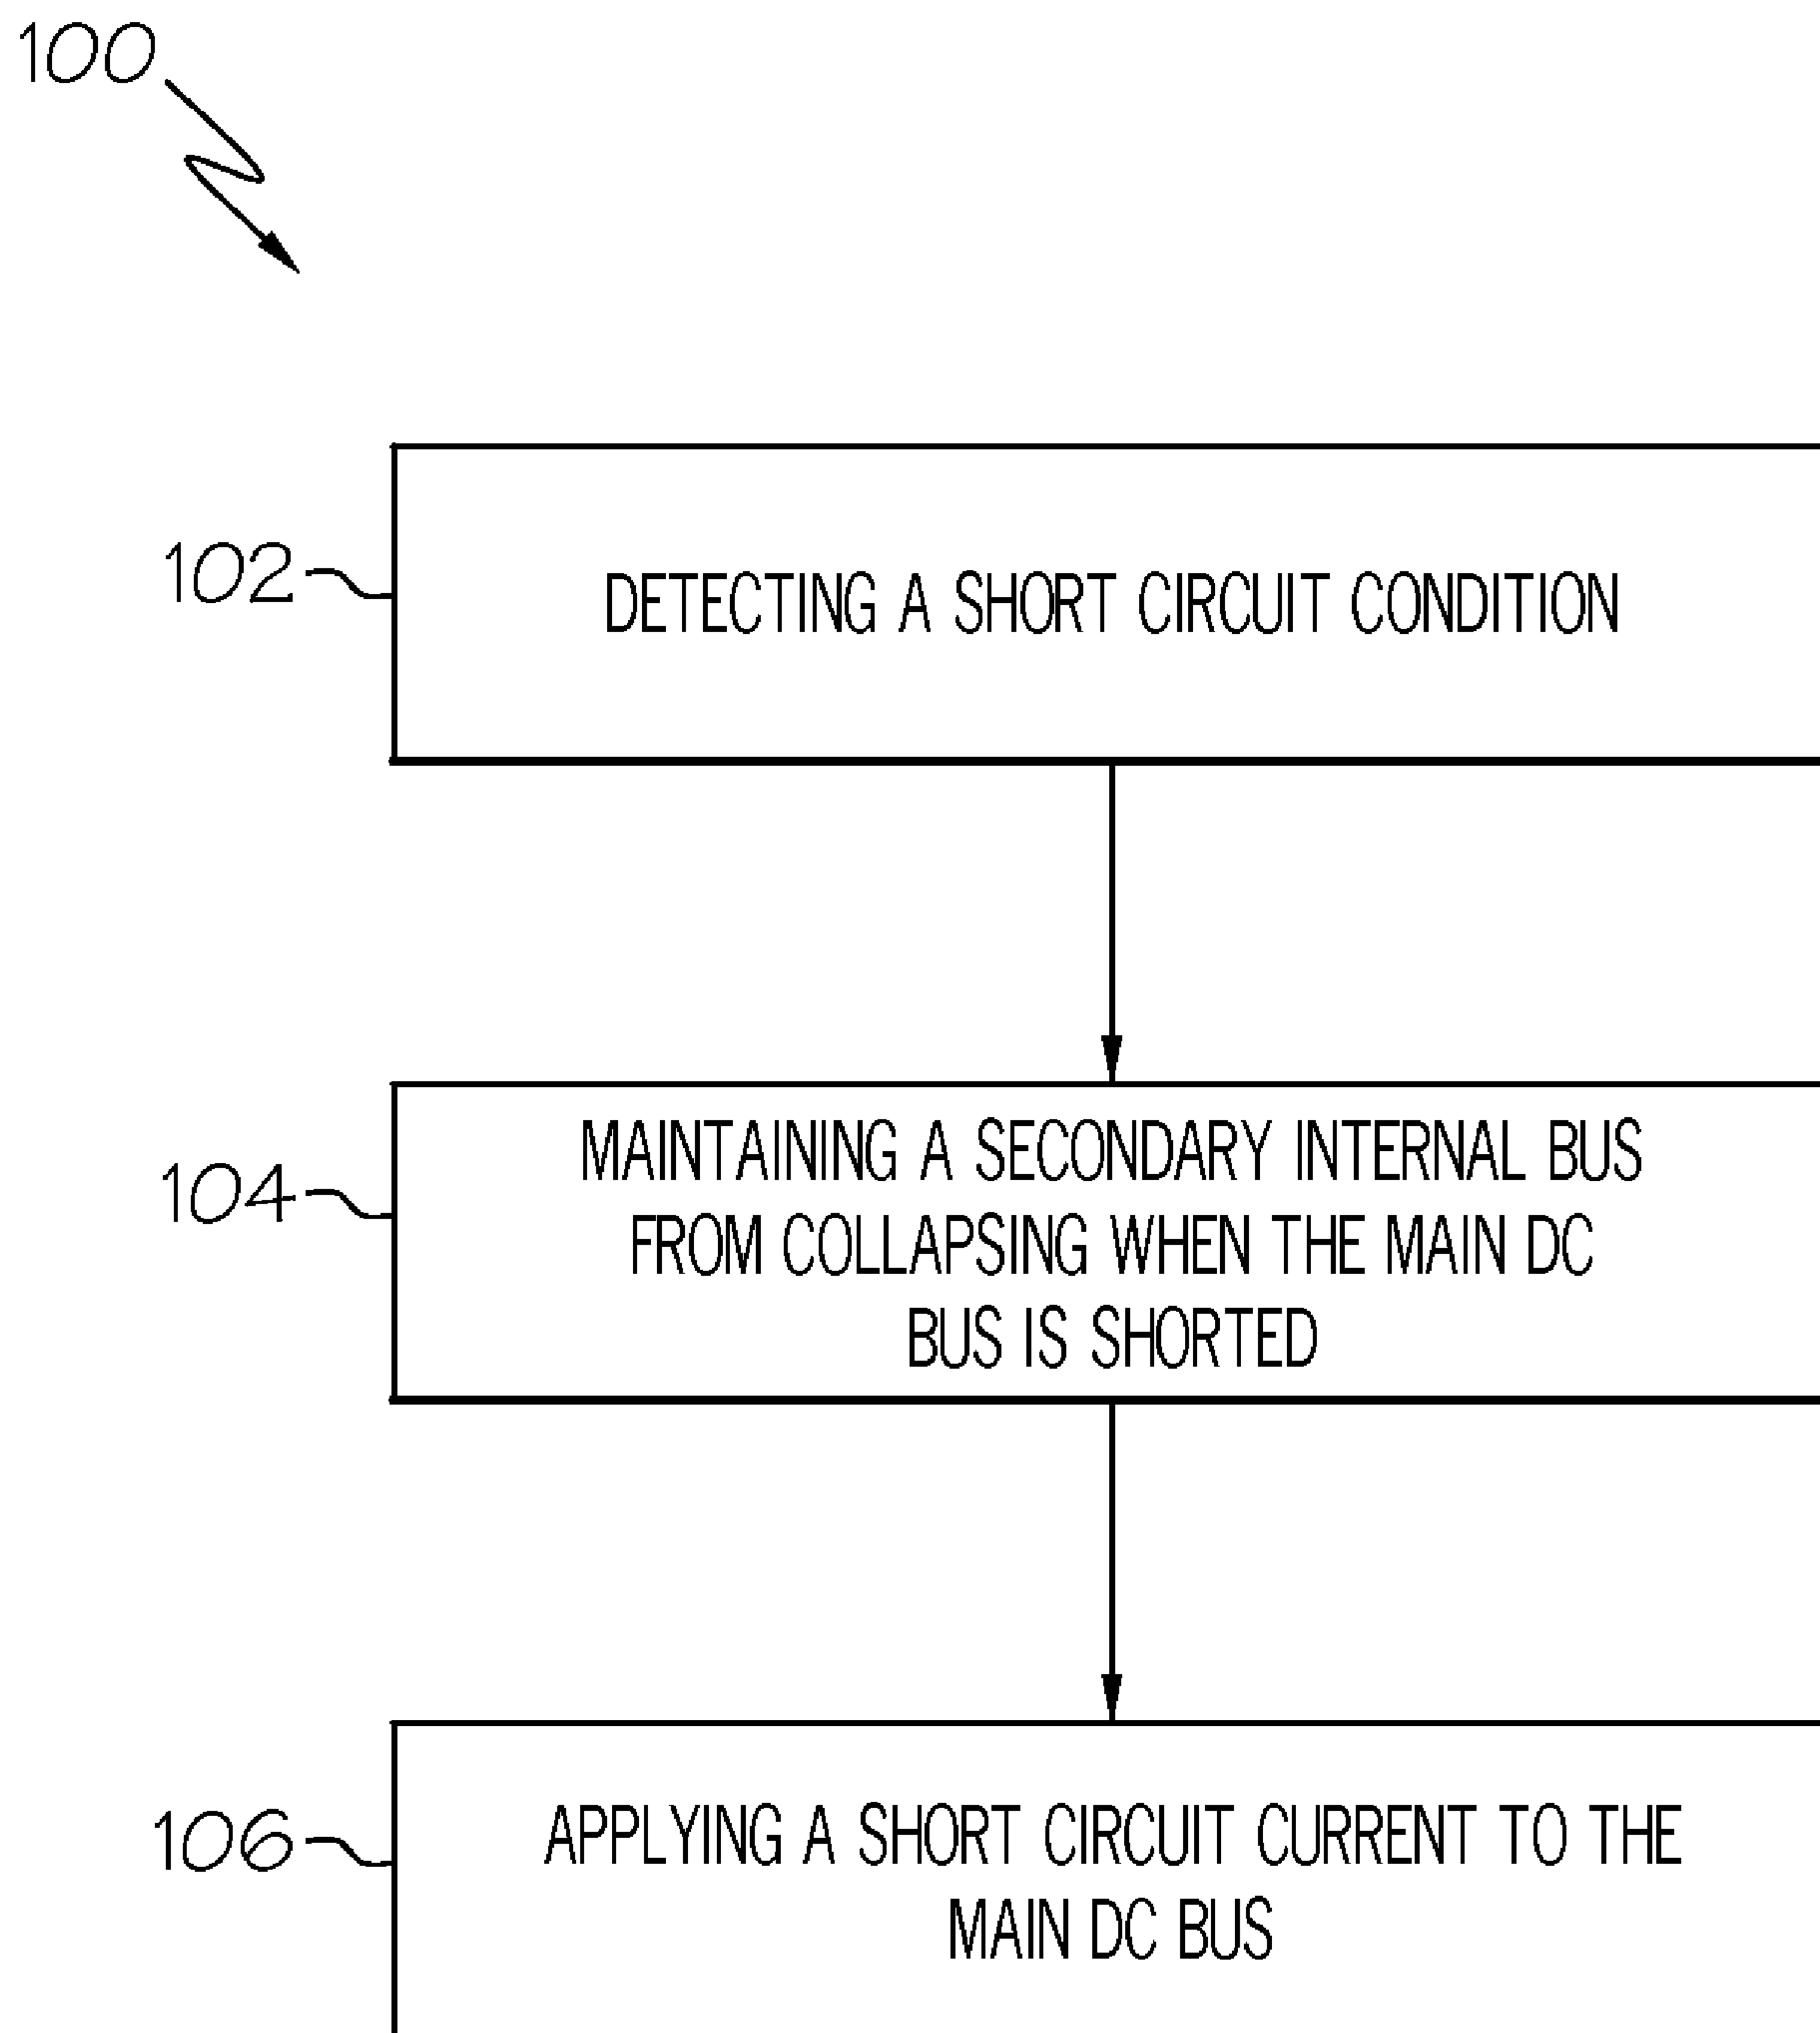 100
102
DETECTING A SHORT CIRCUIT CONDITION
104
MAINTAINING A SECONDARY INTERNAL BUS
FROM COLLAPSING WHEN THE MAIN DC
BUS IS SHORTED
106
APPLYING A SHORT CIRCUIT CURRENT TO THE
MAIN DC BUS